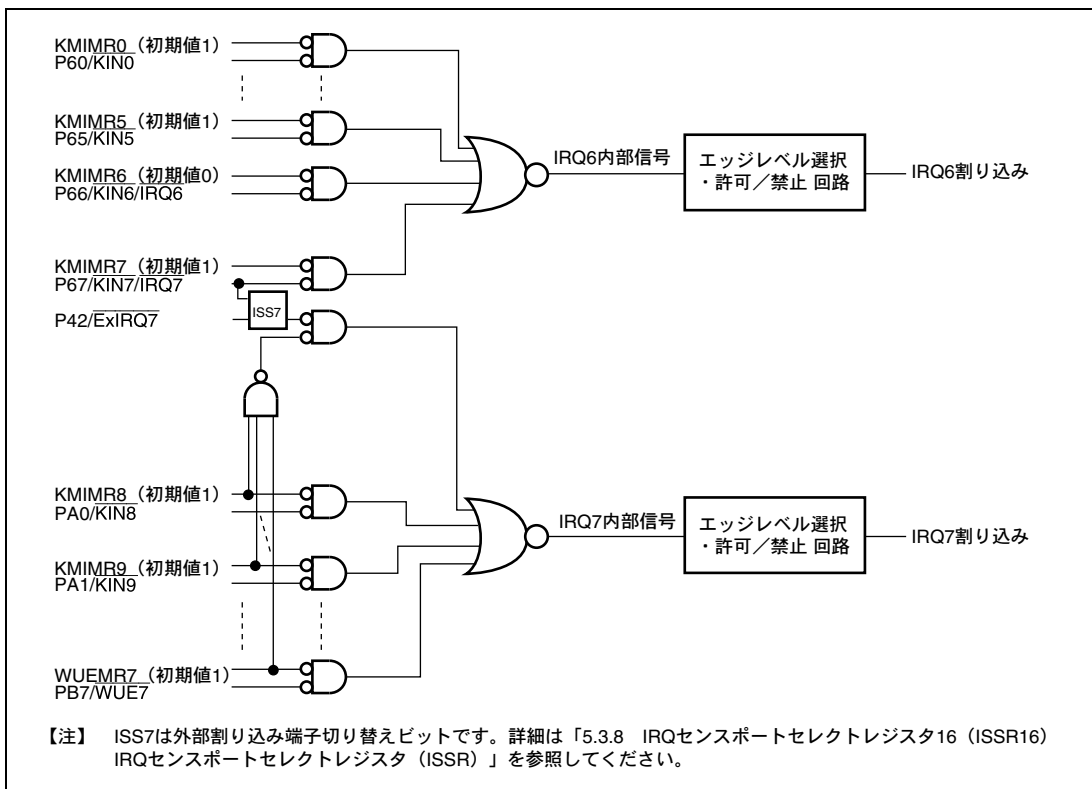 KMIMR0（初期値1）
P60/KIN0
KMIMR5（初期値1）
P65/KIN5
KMIMR6（初期値0）
P66/KIN6/IRQ6
IRQ6内部信号
エッジレベル選択
・許可／禁止 回路
IRQ6割り込み
KMIMR7（初期値1）
P67/KIN7/IRQ7
ISS7
P42/ExIRQ7
KMIMR8（初期値1）
PA0/KIN8
IRQ7内部信号
エッジレベル選択
・許可／禁止 回路
IRQ7割り込み
KMIMR9（初期値1）
PA1/KIN9
WUEMR7（初期値1）
PB7/WUE7
【注】 ISS7は外部割り込み端子切り替えビットです。詳細は「5.3.8 IRQセンスポートセレクトレジスタ16（ISSR16）
IRQセンスポートセレクトレジスタ（ISSR）」を参照してください。